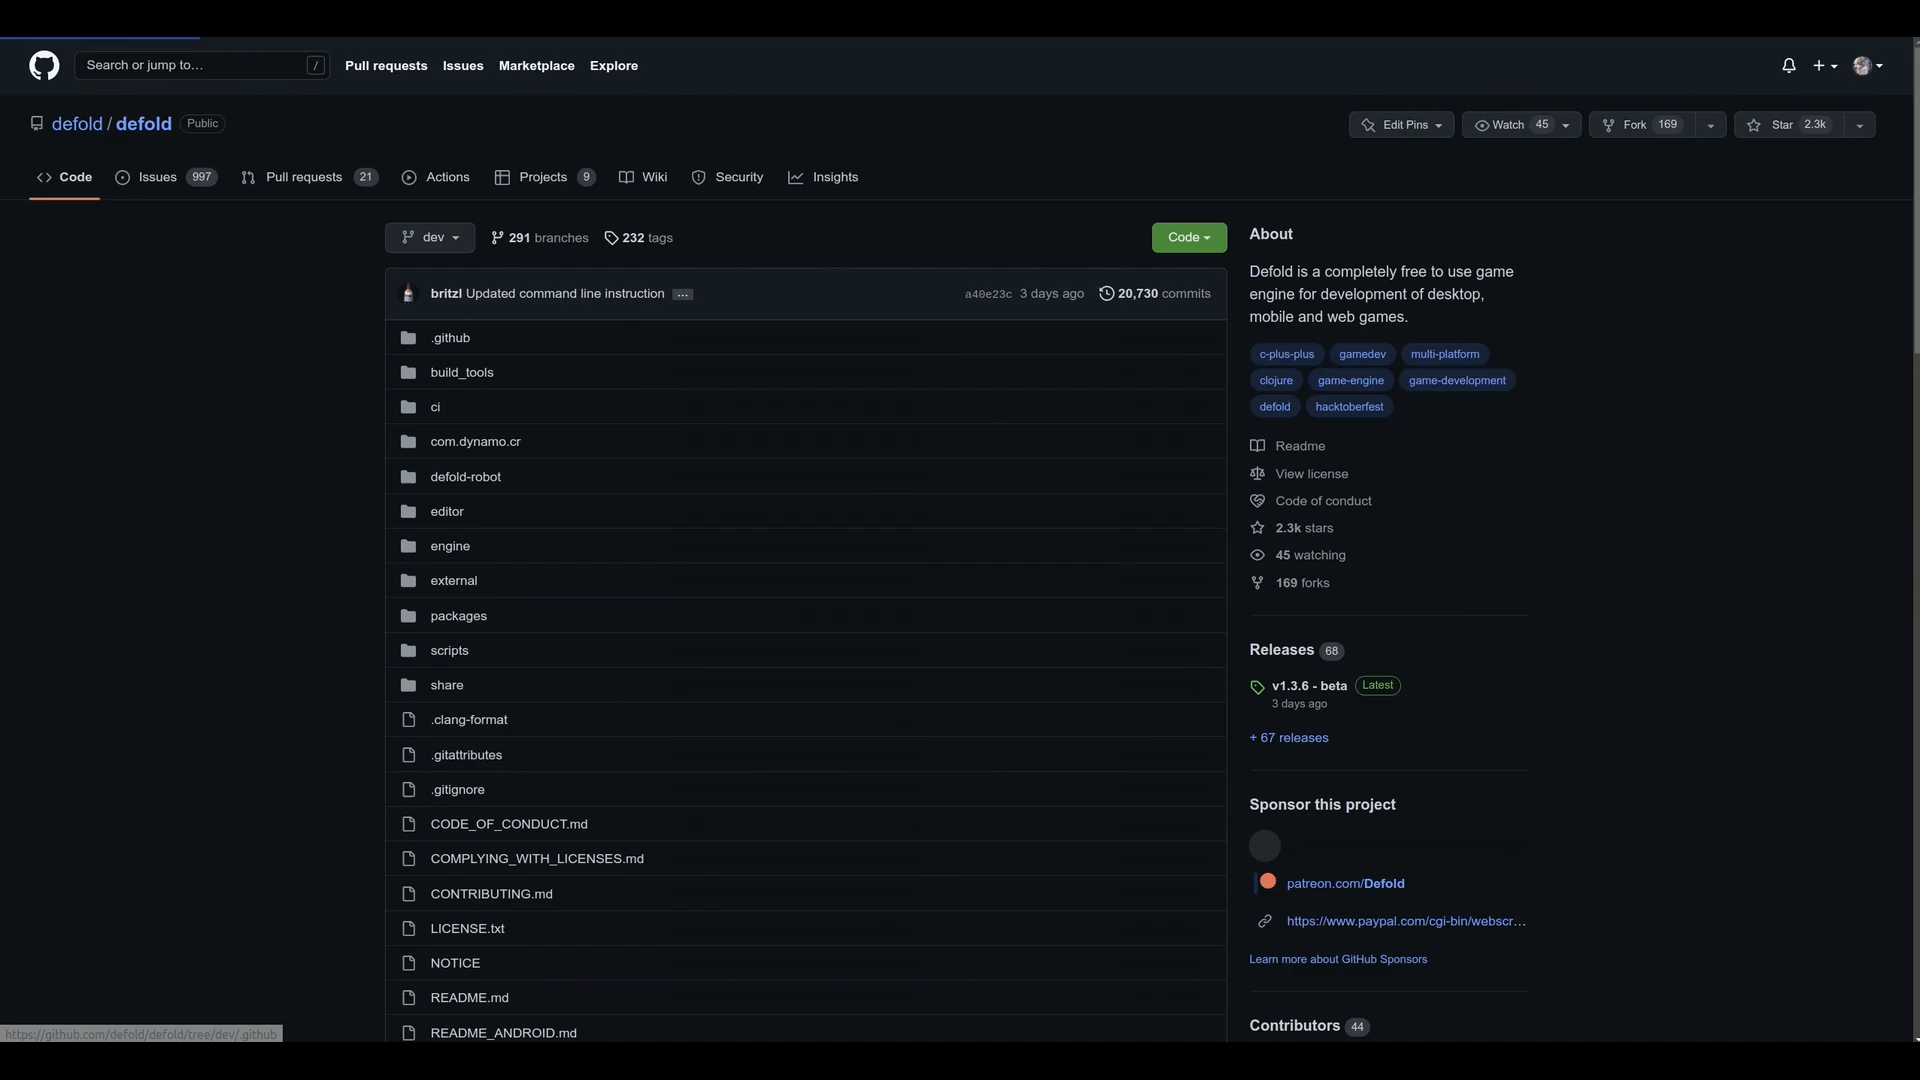 Search or jump to… /
Pull requests Issues Marketplace Explore
defold / defold Public
Edit Pins Watch 45 Fork 169 Star 2.3k
Code Issues 997 Pull requests 21 Actions Projects 9 Wiki Security Insights
dev 291 branches 232 tags Code
britzl Updated command line instruction … a40e23c 3 days ago 20,730 commits
.github
build_tools
ci
com.dynamo.cr
defold-robot
editor
engine
external
packages
scripts
share
.clang-format
.gitattributes
.gitignore
CODE_OF_CONDUCT.md
COMPLYING_WITH_LICENSES.md
CONTRIBUTING.md
LICENSE.txt
NOTICE
README.md
README_ANDROID.md
About
Defold is a completely free to use game
engine for development of desktop,
mobile and web games.
c-plus-plus gamedev multi-platform
clojure game-engine game-development
defold hacktoberfest
Readme
View license
Code of conduct
2.3k stars
45 watching
169 forks
Releases 68
v1.3.6 - beta Latest
3 days ago
+ 67 releases
Sponsor this project
patreon.com/Defold
https://www.paypal.com/cgi-bin/webscr…
Learn more about GitHub Sponsors
Contributors 44
https://github.com/defold/defold/tree/dev/.github